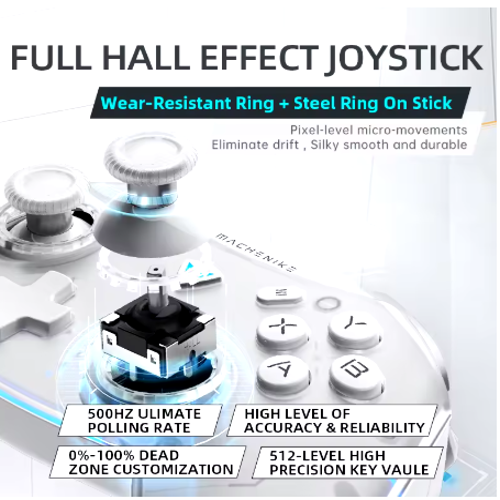 FULL HALL EFFECT JOYSTICK
Wear-Resistant Ring + Steel Ring On Stick
Pixel-level micro-movements
Eliminate drift , Silky smooth and durable
MACHENIKE
X
Y
A
B
500HZ ULIMATE
POLLING RATE
HIGH LEVEL OF
ACCURACY & RELIABILITY
0%-100% DEAD
ZONE CUSTOMIZATION
512-LEVEL HIGH
PRECISION KEY VAULE